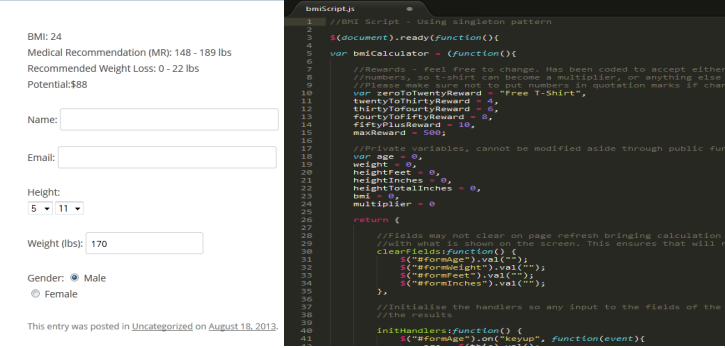 BMI: 24
Medical Recommendation (MR): 148 - 189 lbs
Recommended Weight Loss: 0 - 22 lbs
Potential:$88
Name:
Email:
Height:
5 11
Weight (lbs): 170
Gender: Male
Female
This entry was posted in Uncategorized on August 18, 2013.
bmiScript.js
1 //BMI Script - Using singleton pattern
2
3 $(document).ready(function(){
4
5 var bmiCalculator = (function(){
6
7 //Rewards - feel free to change. Has been coded to accept either
8 //numbers, so t-shirt can become a multiplier, or anything else
9 //Please make sure not to put numbers in quotation marks if chan
10 var zeroToTwentyReward = "Free T-Shirt",
11 twentyToThirtyReward = 4,
12 thirtyTofourtyReward = 6,
13 fourtyToFiftyReward = 8,
14 fiftyPlusReward = 10,
15 maxReward = 500;
16
17 //Private variables, cannot be modified aside through public fun
18 var age = 0,
19 weight = 0,
20 heightFeet = 0,
21 heightInches = 0,
22 heightTotalInches = 0,
23 bmi = 0,
24 multiplier = 0
25
26 return {
27
28 //Fields may not clear on page refresh bringing calculation
29 //with what is shown on the screen. This ensures that will n
30 clearFields:function() {
31 $("#formAge").val("");
32 $("#formWeight").val("");
33 $("#formFeet").val("");
34 $("#formInches").val("");
35 },
36
37 //Initialise the handlers so any input to the fields of the
38 //the results
39
40 initHandlers:function() {
41 $("#formAge").on("keyup", function(event){